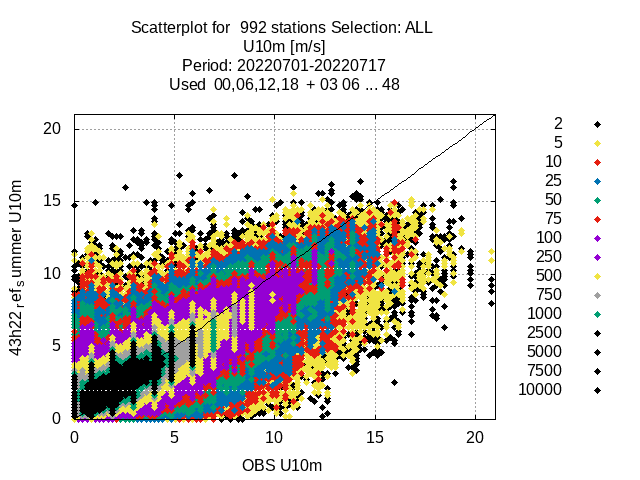 Scatterplot for  992 stations Selection: ALL
U10m [m/s]
Period: 20220701-20220717
Used  00,06,12,18  + 03 06 ... 48
43h22_ref_summer U10m
20
15
10
5
0
0 5 10 15 20
OBS U10m
2
5
10
25
50
75
100
250
500
750
1000
2500
5000
7500
10000